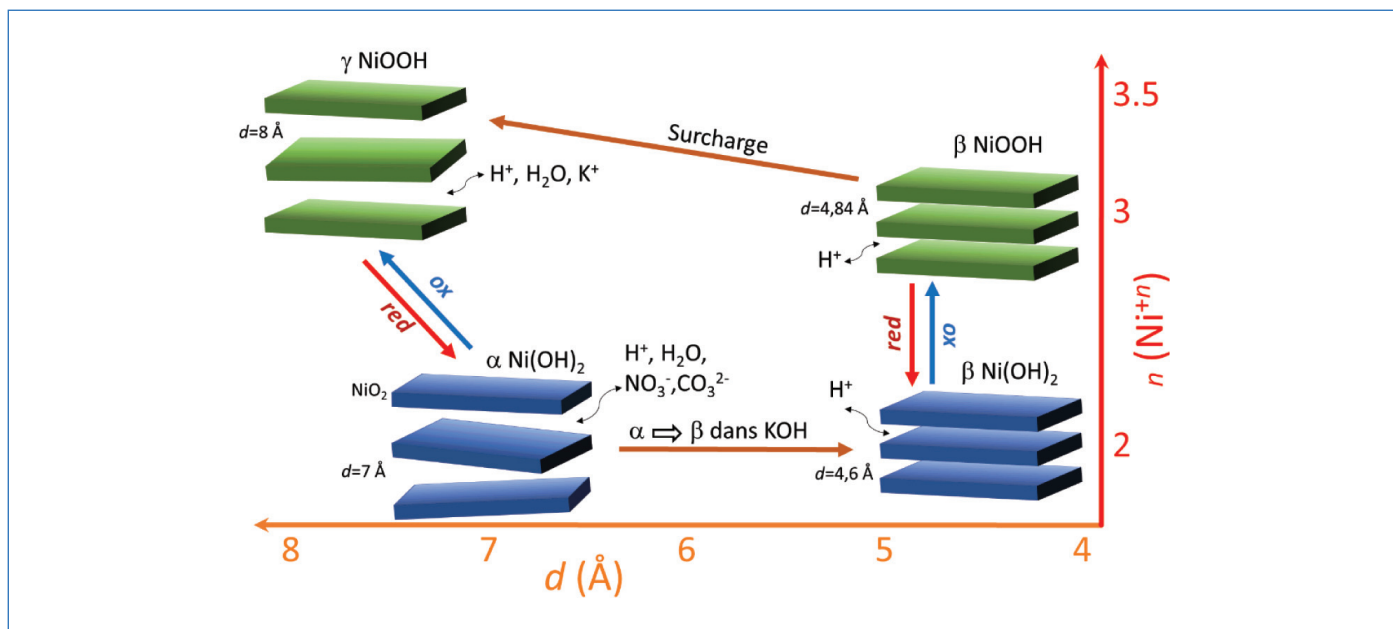 γ NiOOH
d=8 Å
H⁺, H₂O, K⁺
Surcharge
β NiOOH
d=4,84 Å
H⁺
3.5
3
2
n (Ni⁺ⁿ)
ox
red
red
ox
α Ni(OH)₂
NiO₂
H⁺, H₂O,
NO₃⁻,CO₃²⁻
d=7 Å
α ⇨ β dans KOH
β Ni(OH)₂
H⁺
d=4,6 Å
8 7 6 5 4
d (Å)